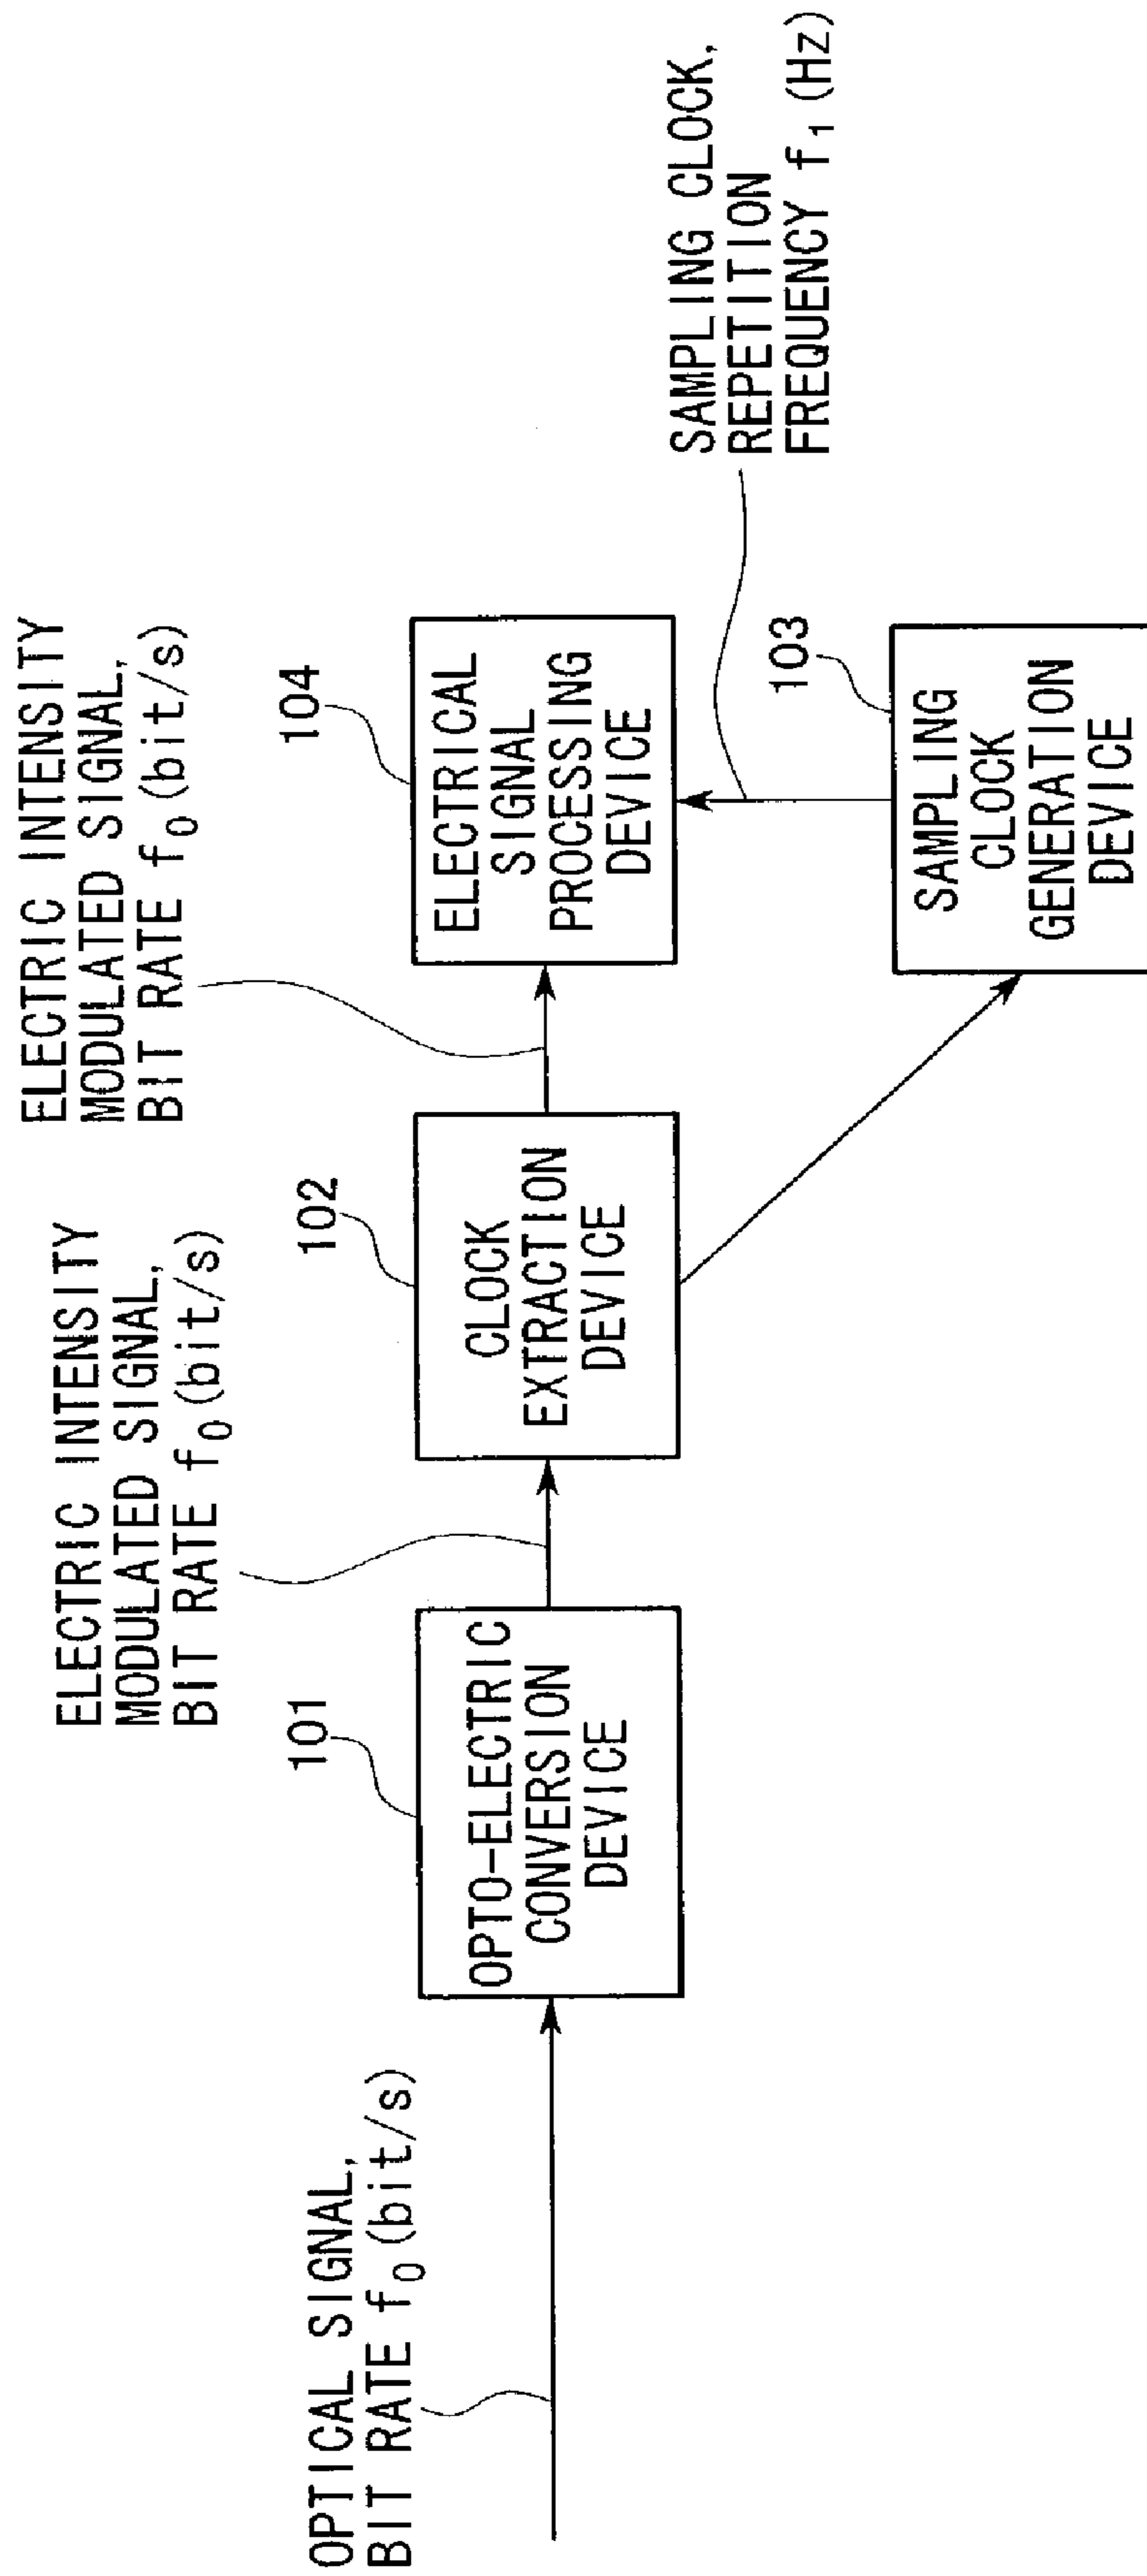 OPTICAL SIGNAL,
BIT RATE f₀(bit/s)
101
OPTO-ELECTRIC
CONVERSION
DEVICE
ELECTRIC INTENSITY
MODULATED SIGNAL,
BIT RATE f₀(bit/s)
102
CLOCK
EXTRACTION
DEVICE
ELECTRIC INTENSITY
MODULATED SIGNAL,
BIT RATE f₀(bit/s)
104
ELECTRICAL
SIGNAL
PROCESSING
DEVICE
SAMPLING CLOCK,
REPETITION
FREQUENCY f₁(Hz)
103
SAMPLING
CLOCK
GENERATION
DEVICE